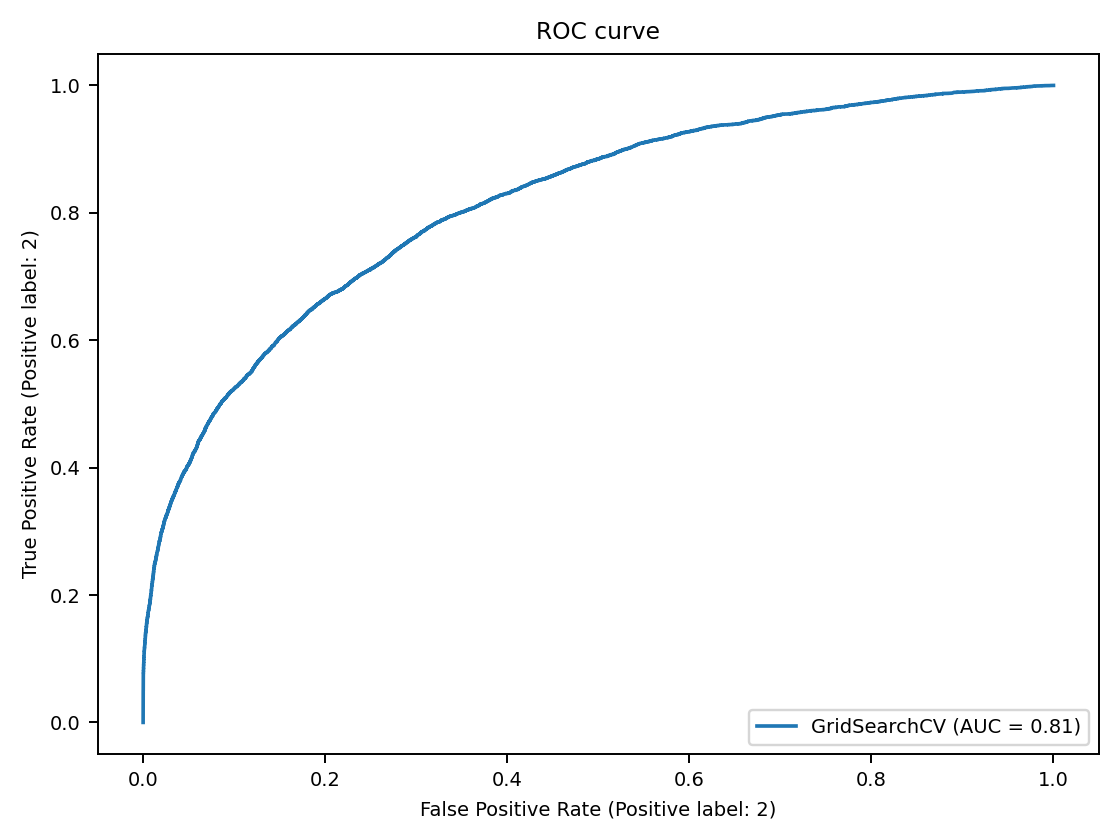 ROC curve
True Positive Rate (Positive label: 2)
1.0
0.8
0.6
0.4
0.2
0.0
GridSearchCV (AUC = 0.81)
0.0 0.2 0.4 0.6 0.8 1.0
False Positive Rate (Positive label: 2)